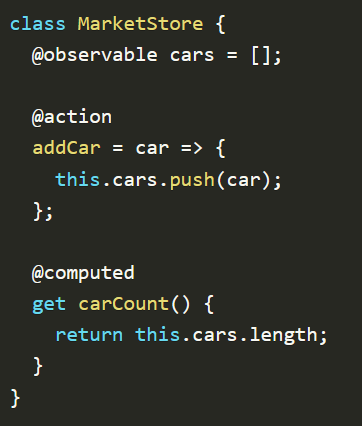 class MarketStore {
  @observable cars = [];

  @action
  addCar = car => {
    this.cars.push(car);
  };

  @computed
  get carCount() {
    return this.cars.length;
  }
}